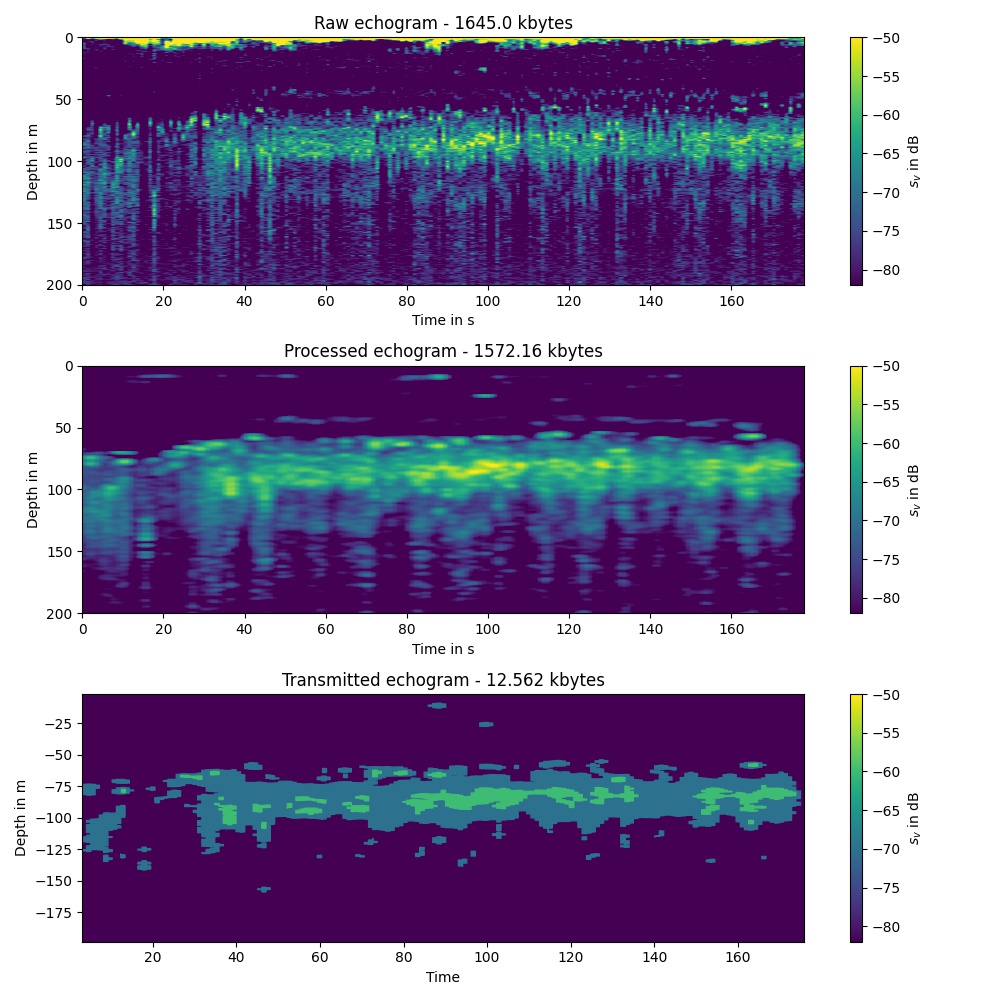 Raw echogram - 1645.0 kbytes
0
50
100
150
200
Depth in m
0 20 40 60 80 100 120 140 160
Time in s
−50
−55
−60
−65
−70
−75
−80
sᵥ in dB
Processed echogram - 1572.16 kbytes
0
50
100
150
200
Depth in m
0 20 40 60 80 100 120 140 160
Time in s
−50
−55
−60
−65
−70
−75
−80
sᵥ in dB
Transmitted echogram - 12.562 kbytes
−25
−50
−75
−100
−125
−150
−175
Depth in m
20 40 60 80 100 120 140 160
Time
−50
−55
−60
−65
−70
−75
−80
sᵥ in dB